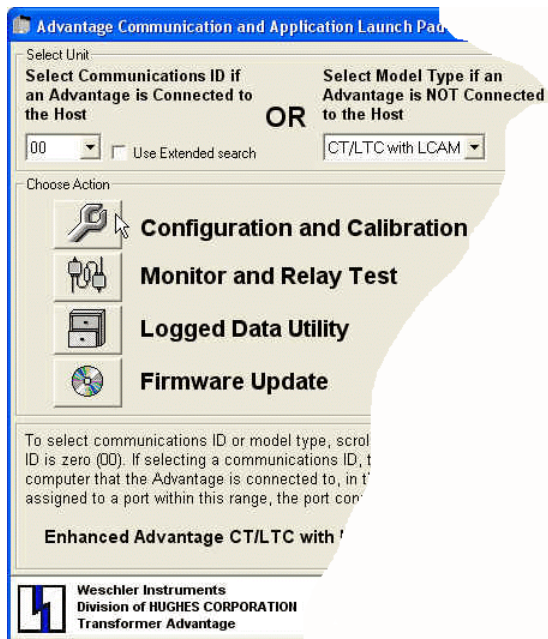 Advantage Communication and Application Launch Pad
Select Unit
Select Communications ID if
an Advantage is Connected to
the Host
OR
Select Model Type if an
Advantage is NOT Connected
to the Host
00
Use Extended search
CT/LTC with LCAM
Choose Action
Configuration and Calibration
Monitor and Relay Test
Logged Data Utility
Firmware Update
To select communications ID or model type, scrol
ID is zero (00). If selecting a communications ID, t
computer that the Advantage is connected to, in t
assigned to a port within this range, the port con
Enhanced Advantage CT/LTC with
Weschler Instruments
Division of HUGHES CORPORATION
Transformer Advantage